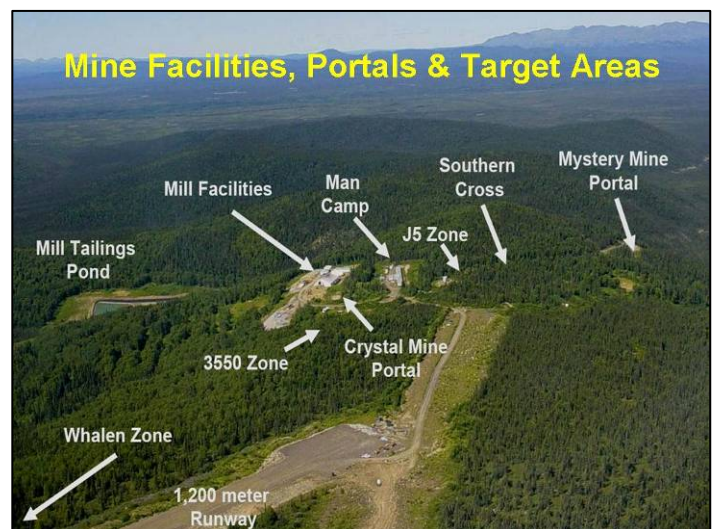 Mine Facilities, Portals & Target Areas
Mystery Mine
Portal
Southern
Cross
Man
Camp
Mill Facilities
J5 Zone
Mill Tailings
Pond
3550 Zone
Crystal Mine
Portal
Whalen Zone
1,200 meter
Runway